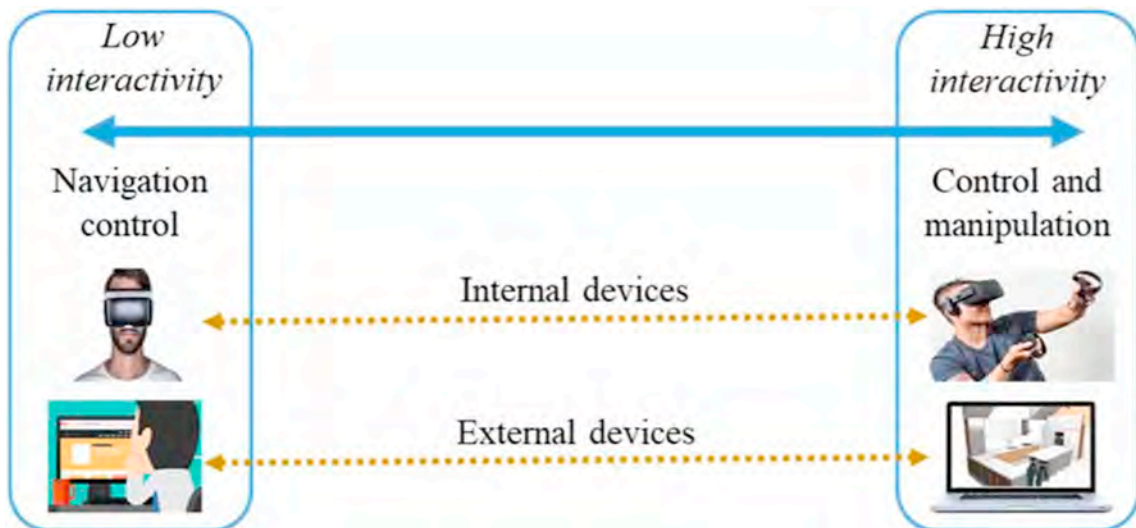 Low
interactivity
High
interactivity
Navigation
control
Control and
manipulation
Internal devices
External devices